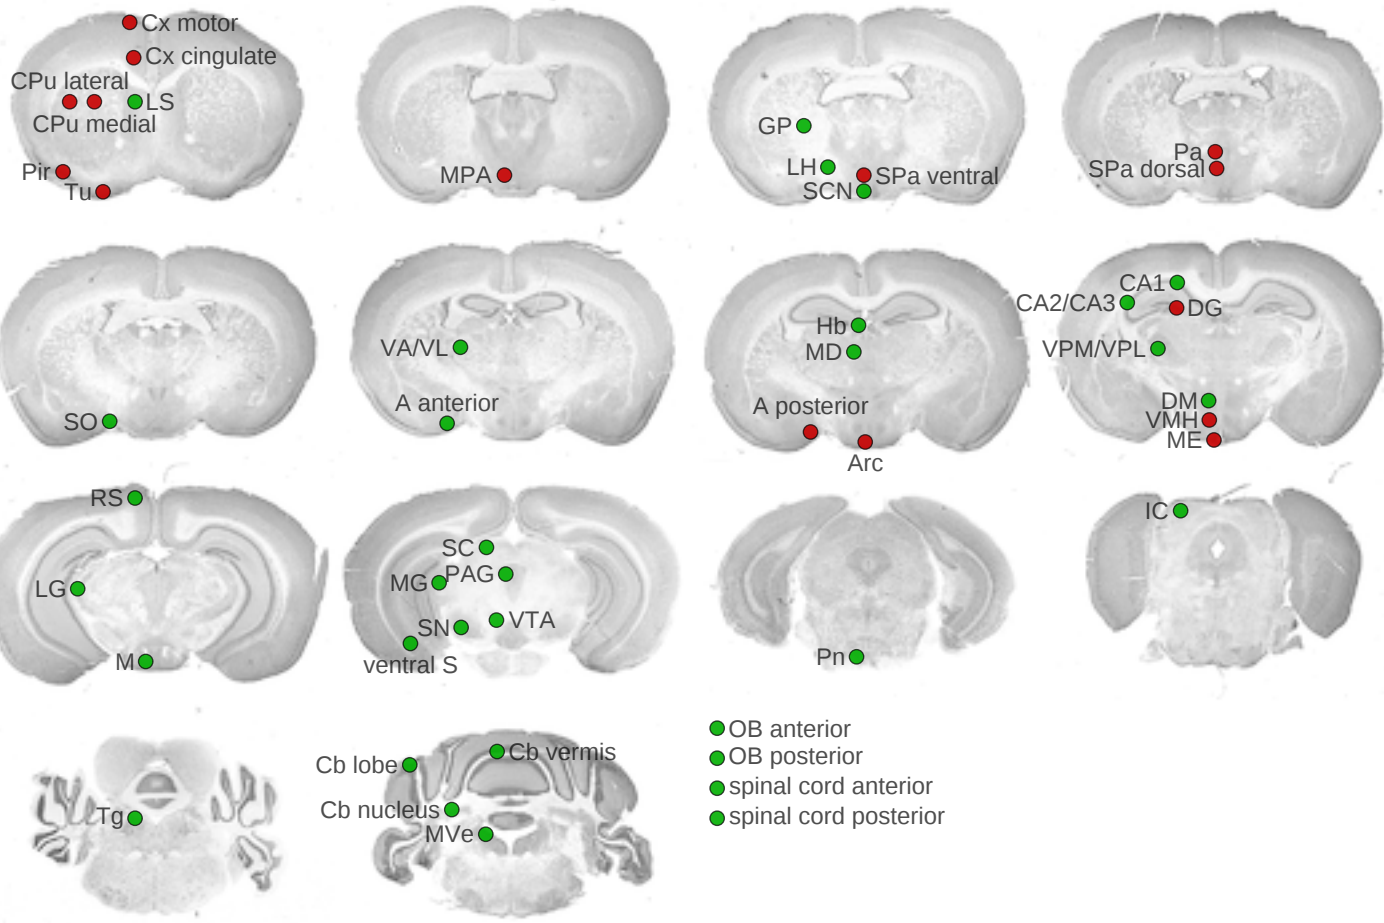 Cx motor
Cx cingulate
CPu lateral
LS
CPu medial
Pir
Tu
MPA
GP
LH
SPa ventral
SCN
Pa
SPa dorsal
SO
VA/VL
A anterior
Hb
MD
A posterior
Arc
CA1
CA2/CA3
DG
VPM/VPL
DM
VMH
ME
RS
LG
M
SC
MG
PAG
SN
VTA
ventral S
Pn
IC
Tg
Cb lobe
Cb vermis
Cb nucleus
MVe
OB anterior
OB posterior
spinal cord anterior
spinal cord posterior